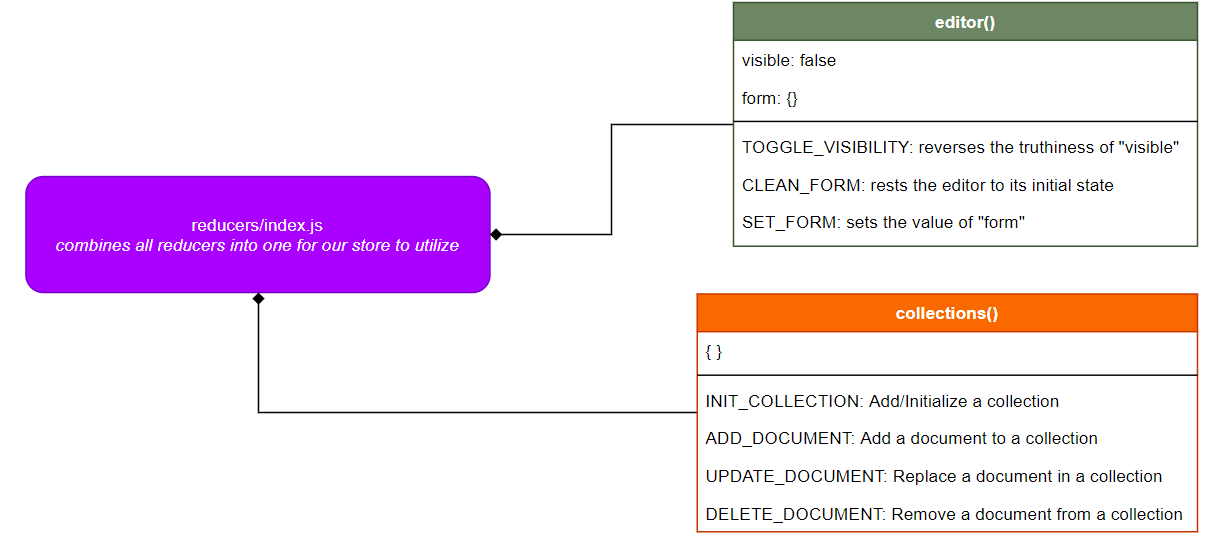 editor()
visible: false
form: {}
TOGGLE_VISIBILITY: reverses the truthiness of "visible"
CLEAN_FORM: rests the editor to its initial state
SET_FORM: sets the value of "form"
reducers/index.js
combines all reducers into one for our store to utilize
collections()
{ }
INIT_COLLECTION: Add/Initialize a collection
ADD_DOCUMENT: Add a document to a collection
UPDATE_DOCUMENT: Replace a document in a collection
DELETE_DOCUMENT: Remove a document from a collection